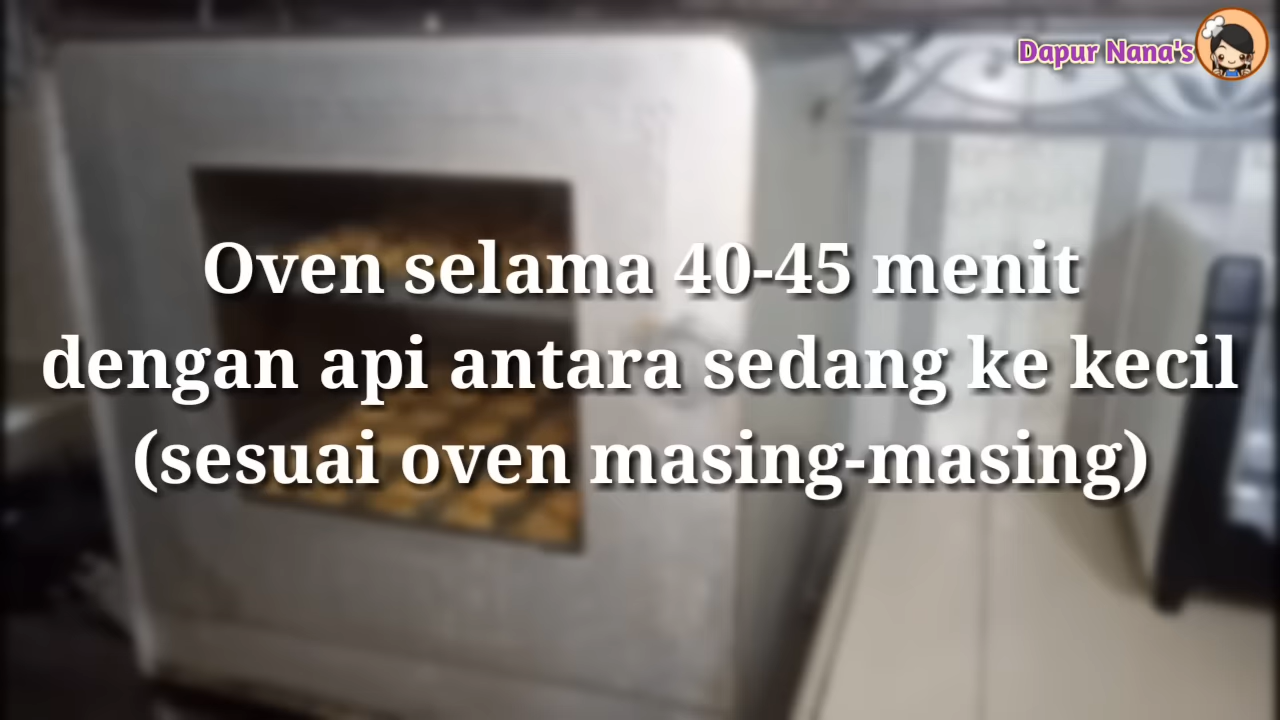 Dapur Nana's
Oven selama 40-45 menit
dengan api antara sedang ke kecil
(sesuai oven masing-masing)